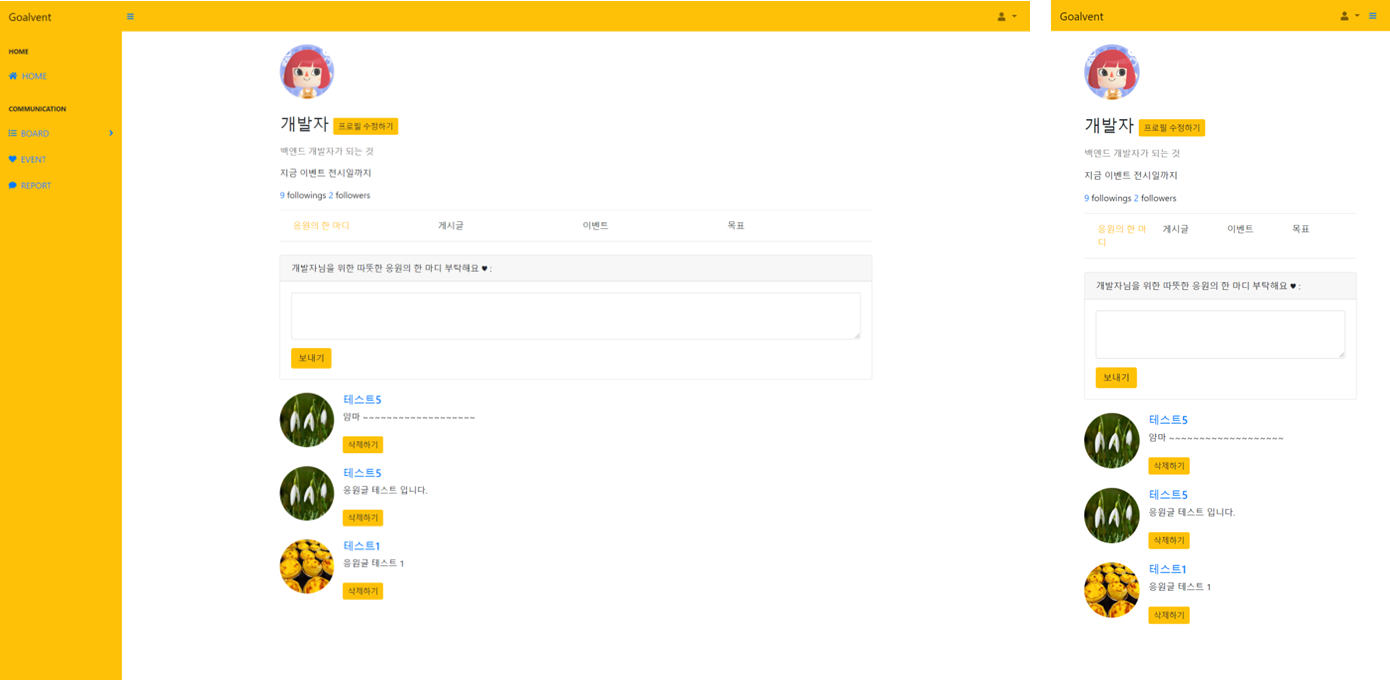 Goalvent
HOME
HOME
COMMUNICATION
BOARD
EVENT
REPORT
개발자 프로필 수정하기
백엔드 개발자가 되는 것
지금 이벤트 전시일까지
9 followings 2 followers
응원의 한 마디 게시글 이벤트 목표
개발자님을 위한 따뜻한 응원의 한 마디 부탁해요 ♥ :
보내기
테스트5
얌마 ~~~~~~~~~~~~~~~~~~~
삭제하기
테스트5
응원글 테스트 입니다.
삭제하기
테스트1
응원글 테스트 1
삭제하기
Goalvent
개발자 프로필 수정하기
백엔드 개발자가 되는 것
지금 이벤트 전시일까지
9 followings 2 followers
응원의 한 마 게시글 이벤트 목표
디
개발자님을 위한 따뜻한 응원의 한 마디 부탁해요 ♥ :
보내기
테스트5
얌마 ~~~~~~~~~~~~~~~~~~~
삭제하기
테스트5
응원글 테스트 입니다.
삭제하기
테스트1
응원글 테스트 1
삭제하기